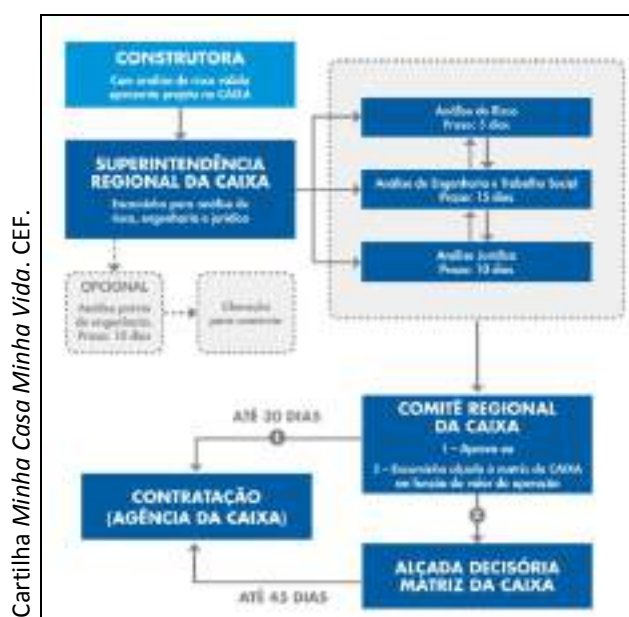 Cartilha Minha Casa Minha Vida. CEF.
CONSTRUTORA
Com análise de risco válida
apresenta projeto na CAIXA
SUPERINTENDÊNCIA
REGIONAL DA CAIXA
Encaminha para análise de
risco, engenharia e jurídico
OPCIONAL
Análise prévia
de engenharia.
Prazo: 10 dias
para comércio
Análise de Risco
Prazo: 5 dias
Análise de Engenharia e Trabalho Social
Prazo: 15 dias
Análise Jurídica
Prazo: 10 dias
COMITÊ REGIONAL
DA CAIXA
1 – Aprova ou
2 – Encaminha alçada à matriz da CAIXA
em função do valor da operação
ATÉ 30 DIAS
1
CONTRATAÇÃO
(AGÊNCIA DA CAIXA)
2
ALÇADA DECISÓRIA
MATRIZ DA CAIXA
ATÉ 45 DIAS